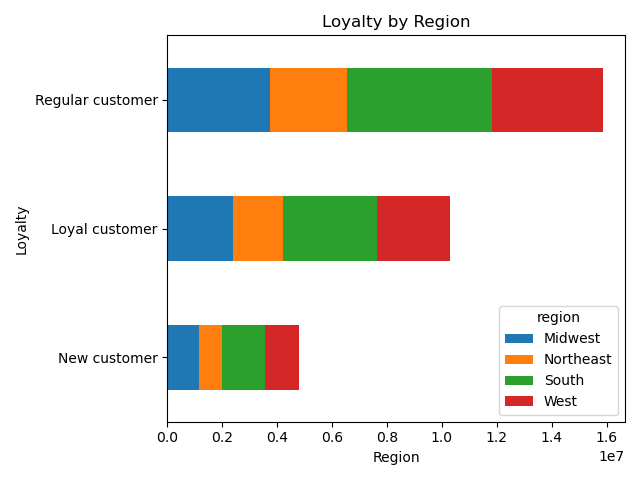 Loyalty by Region
Regular customer
Loyal customer
New customer
Loyalty
region
Midwest
Northeast
South
West
0.0 0.2 0.4 0.6 0.8 1.0 1.2 1.4 1.6
1e7
Region